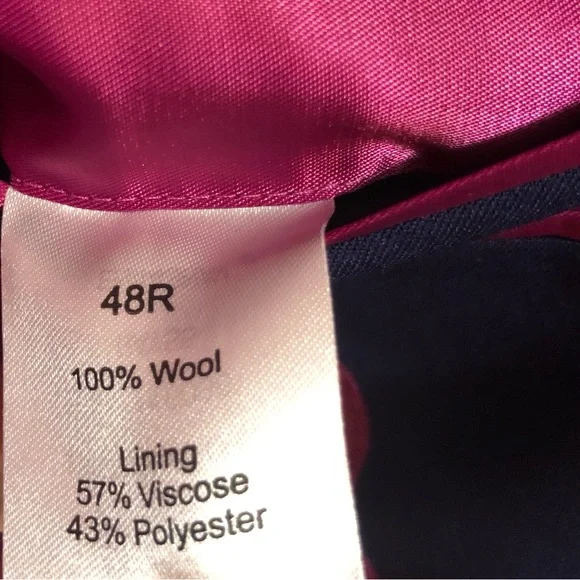 48R
100% Wool
Lining
57% Viscose
43% Polyester